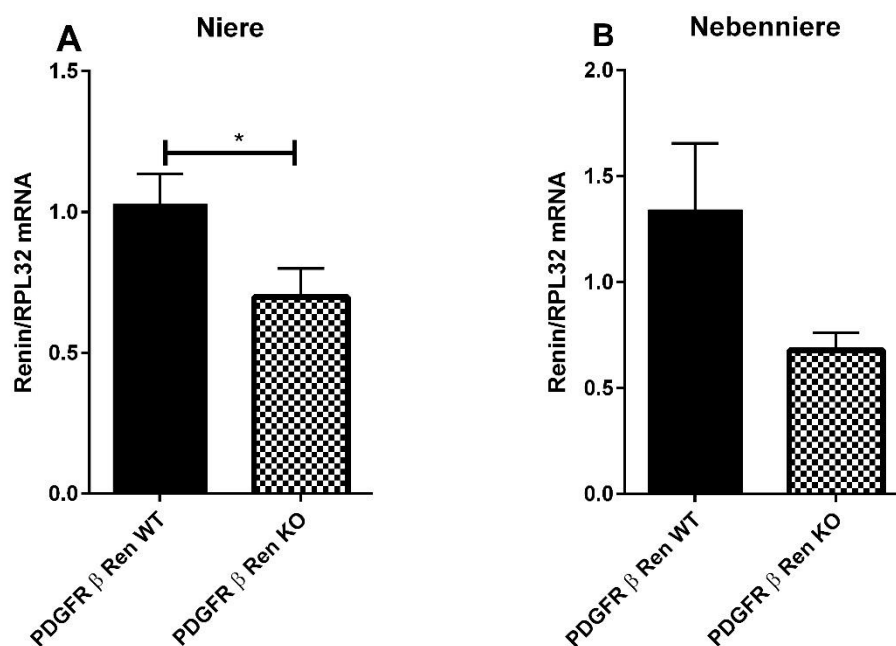 A
Niere
1.5
*
1.0
0.5
0.0
Renin/RPL32 mRNA
PDGFR β Ren WT
PDGFR β Ren KO
B
Nebenniere
2.0
1.5
1.0
0.5
0.0
Renin/RPL32 mRNA
PDGFR β Ren WT
PDGFR β Ren KO